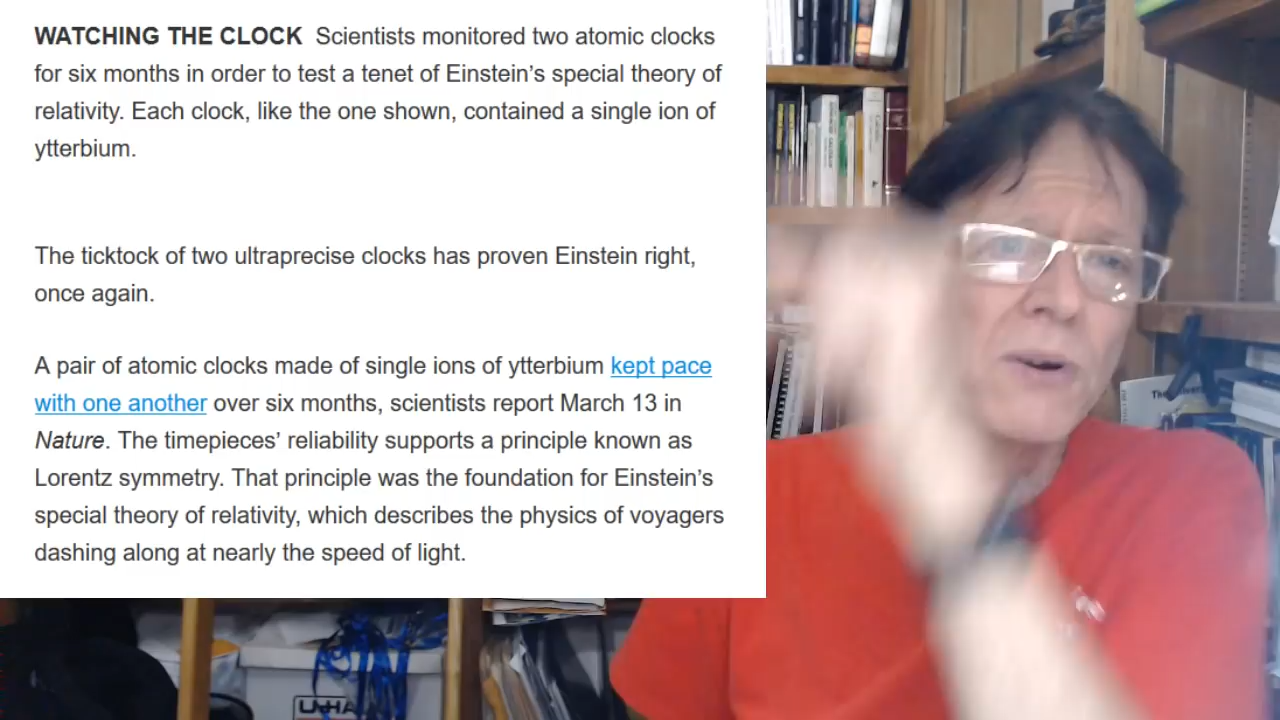 WATCHING THE CLOCK Scientists monitored two atomic clocks
for six months in order to test a tenet of Einstein’s special theory of
relativity. Each clock, like the one shown, contained a single ion of
ytterbium.
The ticktock of two ultraprecise clocks has proven Einstein right,
once again.
A pair of atomic clocks made of single ions of ytterbium kept pace
with one another over six months, scientists report March 13 in
Nature. The timepieces’ reliability supports a principle known as
Lorentz symmetry. That principle was the foundation for Einstein’s
special theory of relativity, which describes the physics of voyagers
dashing along at nearly the speed of light.
U-HA